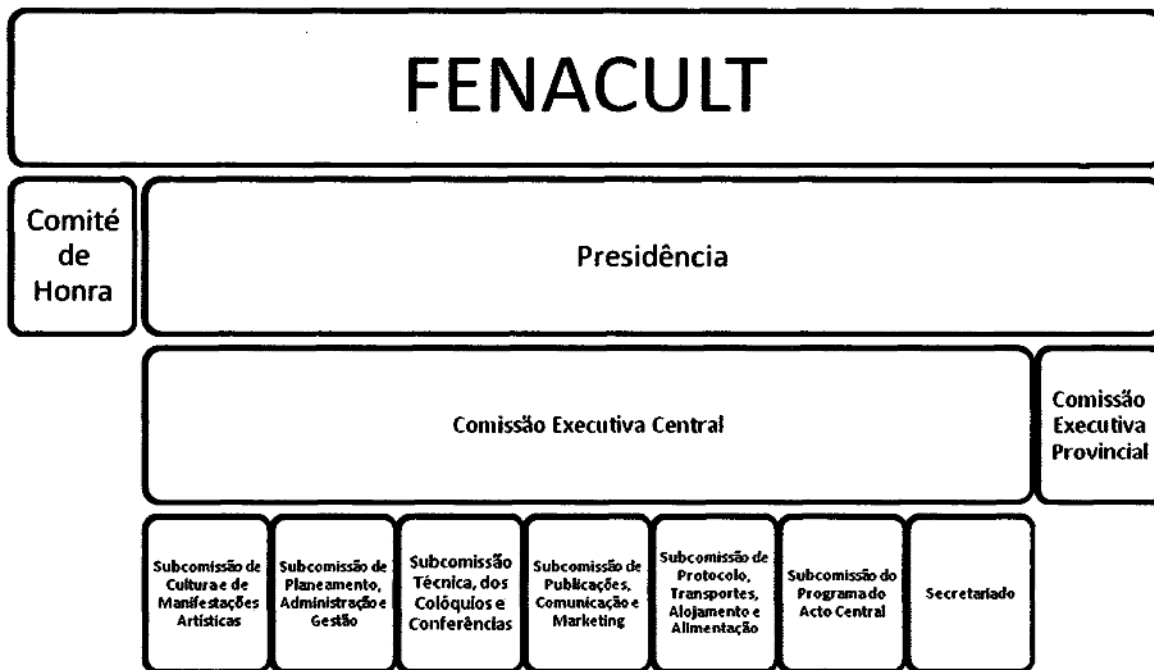 FENACULT
Comité
de
Honra
Presidência
Comissão Executiva Central
Comissão
Executiva
Provincial
Subcomissão de
Cultura e de
Manifestações
Artísticas
Subcomissão de
Planeamento,
Administração e
Gestão
Subcomissão
Técnica, dos
Colóquios e
Conferências
Subcomissão de
Publicações,
Comunicação e
Marketing
Subcomissão de
Protocolo,
Transportes,
Alojamento e
Alimentação
Subcomissão do
Programa do
Acto Central
Secretariado